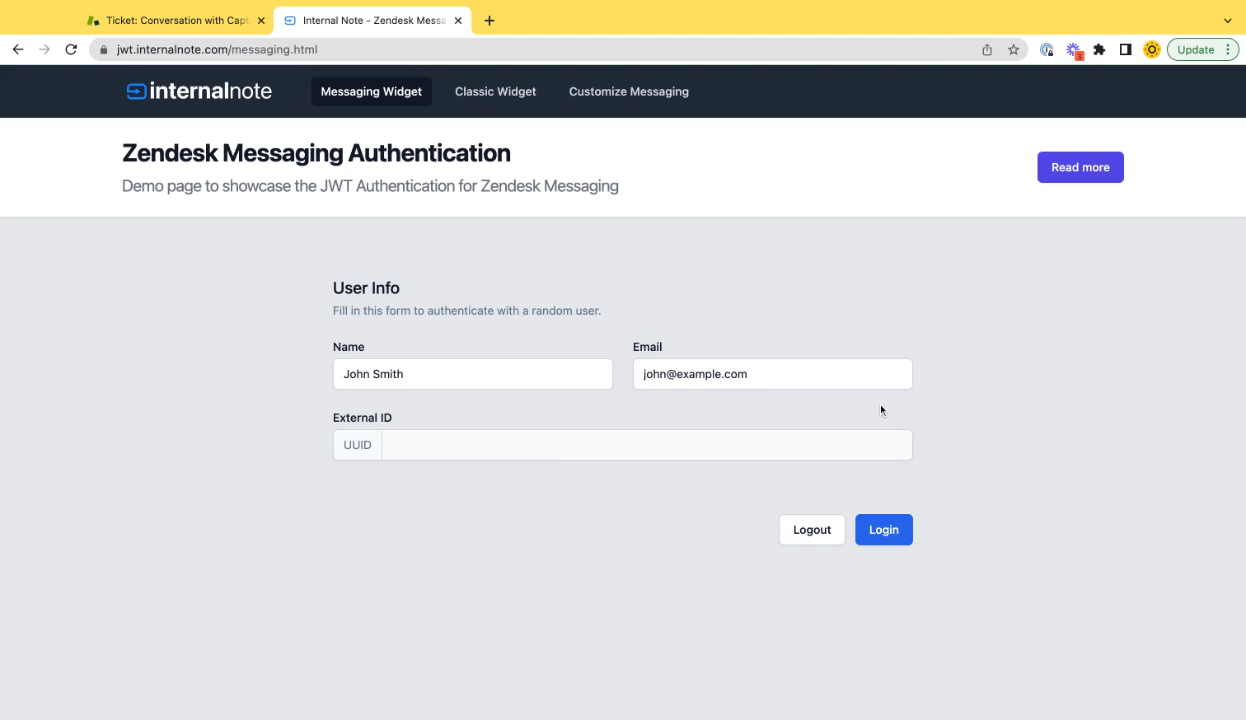 Ticket: Conversation with Capt
Internal Note - Zendesk Messa
jwt.internalnote.com/messaging.html
3
Update
internalnote
Messaging Widget
Classic Widget
Customize Messaging
Zendesk Messaging Authentication
Demo page to showcase the JWT Authentication for Zendesk Messaging
Read more
User Info
Fill in this form to authenticate with a random user.
Name
Email
John Smith
john@example.com
External ID
UUID
Logout
Login